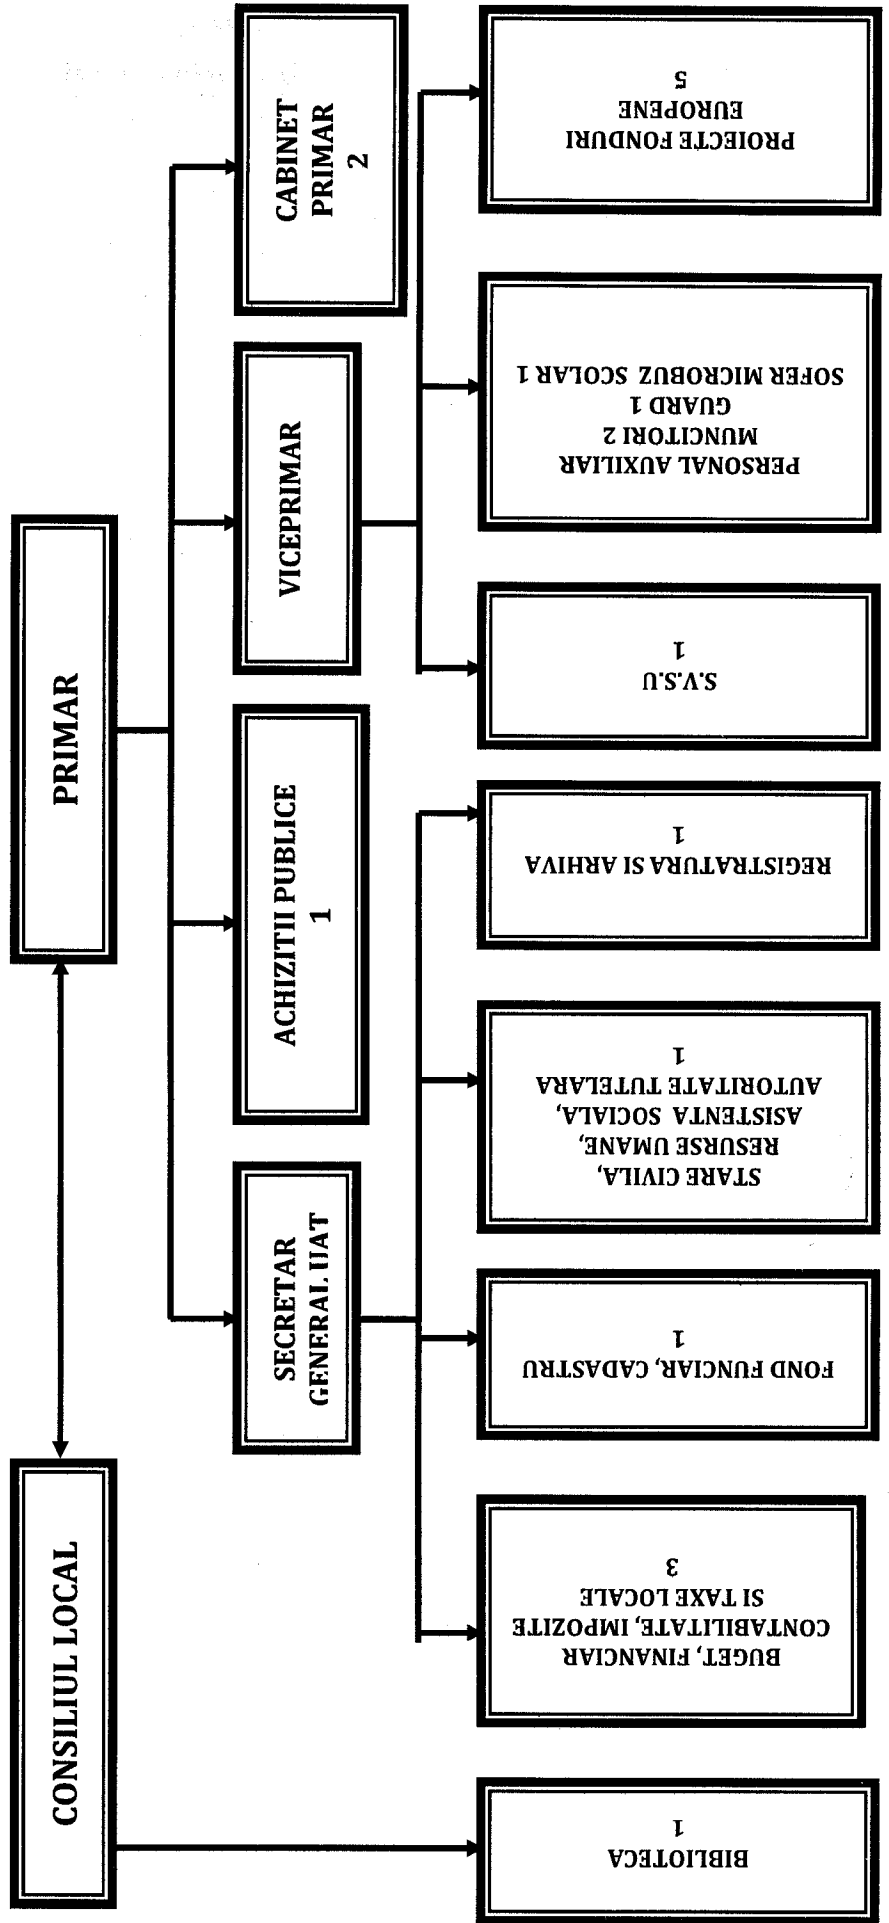 CONSILIUL LOCAL
PRIMAR
SECRETAR
GENERAL UAT
ACHIZITII PUBLICE
1
VICEPRIMAR
CABINET
PRIMAR
2
BIBLIOTECA
1
BUGET, FINANCIAR
CONTABILITATE, IMPOZITE
SI TAXE LOCALE
3
FOND FUNCIAR, CADASTRU
1
STARE CIVILA,
RESURSE UMANE,
ASISTENTA SOCIALA,
AUTORITATE TUTELARA
1
REGISTRATURA SI ARHIVA
1
S.V.S.U
1
PERSONAL AUXILIAR
MUNCITORI 2
GUARD 1
SOFER MICROBUZ SCOLAR 1
PROIECTE FONDURI
EUROPENE
5